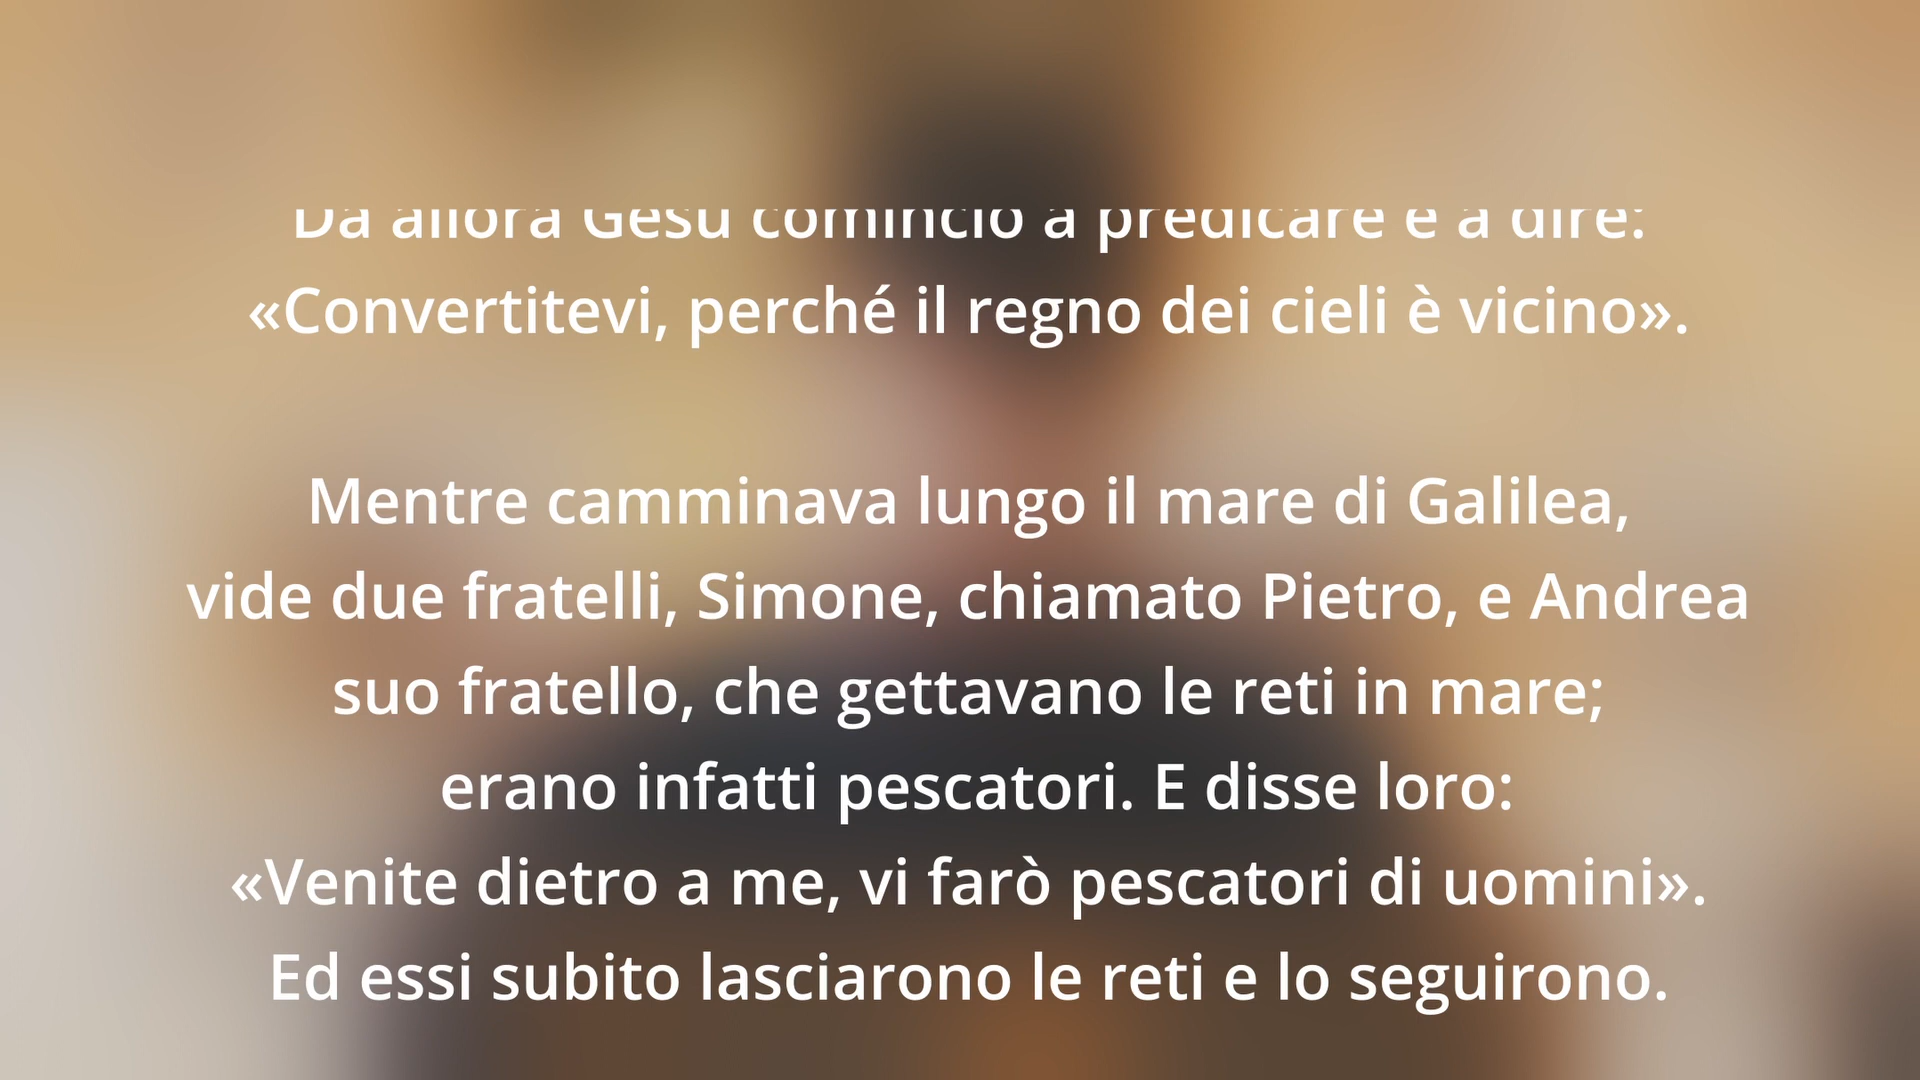 Da allora Gesù cominciò a predicare e a dire:
«Convertitevi, perché il regno dei cieli è vicino».
Mentre camminava lungo il mare di Galilea,
vide due fratelli, Simone, chiamato Pietro, e Andrea
suo fratello, che gettavano le reti in mare;
erano infatti pescatori. E disse loro:
«Venite dietro a me, vi farò pescatori di uomini».
Ed essi subito lasciarono le reti e lo seguirono.